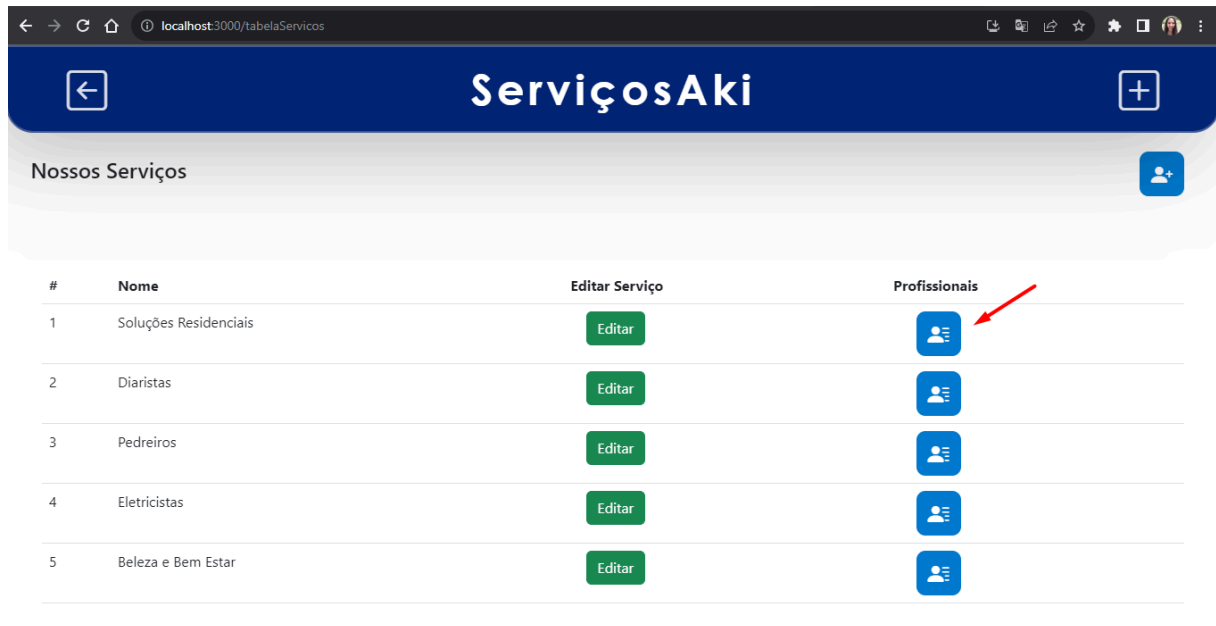 localhost:3000/tabelaServicos
ServiçosAki
Nossos Serviços
# Nome Editar Serviço Profissionais
1 Soluções Residenciais Editar
2 Diaristas Editar
3 Pedreiros Editar
4 Eletricistas Editar
5 Beleza e Bem Estar Editar